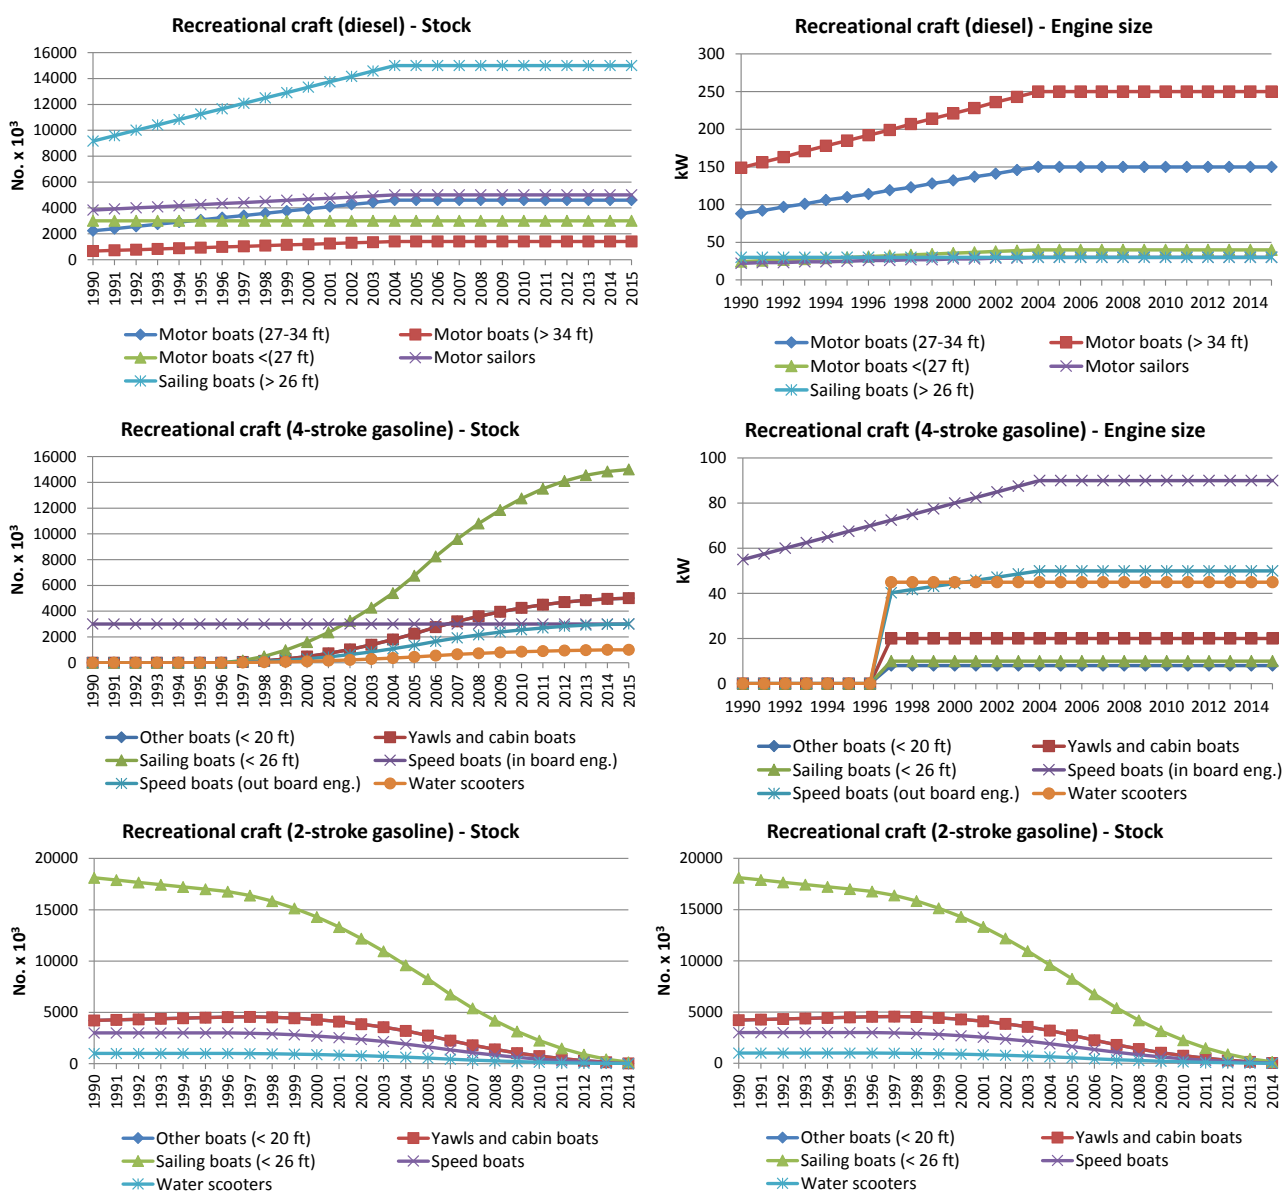 Recreational craft (diesel) - Stock
No. x 10³
16000
14000
12000
10000
8000
6000
4000
2000
0
1990 1991 1992 1993 1994 1995 1996 1997 1998 1999 2000 2001 2002 2003 2004 2005 2006 2007 2008 2009 2010 2011 2012 2013 2014 2015
Motor boats (27-34 ft) Motor boats (> 34 ft)
Motor boats <(27 ft) Motor sailors
Sailing boats (> 26 ft)
Recreational craft (diesel) - Engine size
kW
300
250
200
150
100
50
0
1990 1992 1994 1996 1998 2000 2002 2004 2006 2008 2010 2012 2014
Motor boats (27-34 ft) Motor boats (> 34 ft)
Motor boats <(27 ft) Motor sailors
Sailing boats (> 26 ft)
Recreational craft (4-stroke gasoline) - Stock
No. x 10³
16000
14000
12000
10000
8000
6000
4000
2000
0
1990 1991 1992 1993 1994 1995 1996 1997 1998 1999 2000 2001 2002 2003 2004 2005 2006 2007 2008 2009 2010 2011 2012 2013 2014 2015
Other boats (< 20 ft) Yawls and cabin boats
Sailing boats (< 26 ft) Speed boats (in board eng.)
Speed boats (out board eng.) Water scooters
Recreational craft (4-stroke gasoline) - Engine size
kW
100
80
60
40
20
0
1990 1992 1994 1996 1998 2000 2002 2004 2006 2008 2010 2012 2014
Other boats (< 20 ft) Yawls and cabin boats
Sailing boats (< 26 ft) Speed boats (in board eng.)
Speed boats (out board eng.) Water scooters
Recreational craft (2-stroke gasoline) - Stock
No. x 10³
20000
15000
10000
5000
0
1990 1991 1992 1993 1994 1995 1996 1997 1998 1999 2000 2001 2002 2003 2004 2005 2006 2007 2008 2009 2010 2011 2012 2013 2014
Other boats (< 20 ft) Yawls and cabin boats
Sailing boats (< 26 ft) Speed boats
Water scooters
Recreational craft (2-stroke gasoline) - Stock
No. x 10³
20000
15000
10000
5000
0
1990 1991 1992 1993 1994 1995 1996 1997 1998 1999 2000 2001 2002 2003 2004 2005 2006 2007 2008 2009 2010 2011 2012 2013 2014
Other boats (< 20 ft) Yawls and cabin boats
Sailing boats (< 26 ft) Speed boats
Water scooters